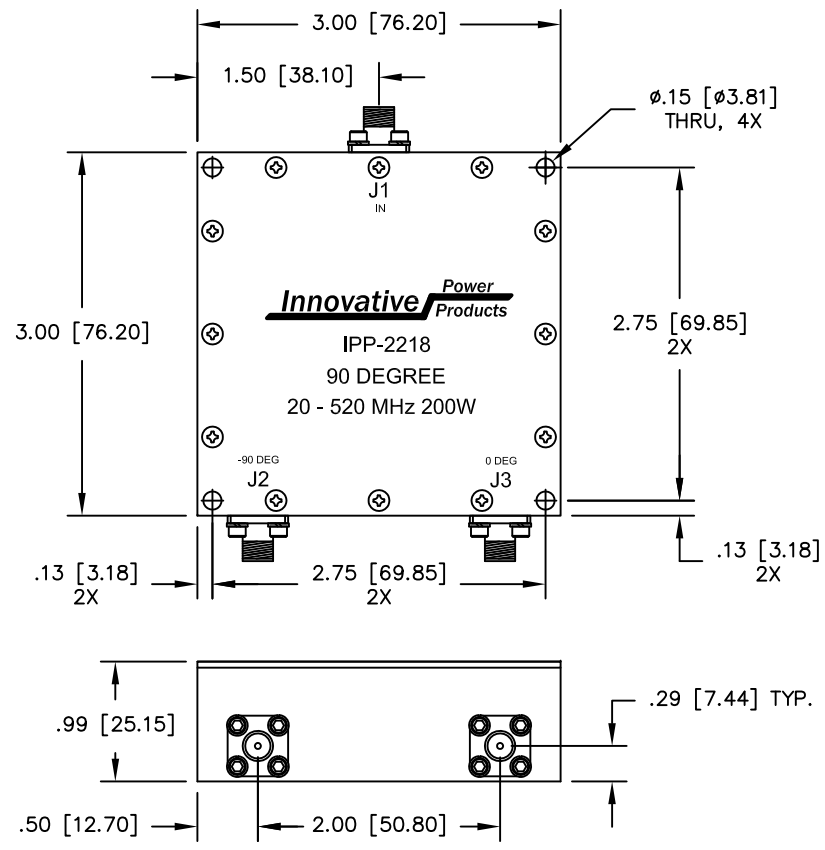 3.00 [76.20]
1.50 [38.10]
ø.15 [ø3.81]
THRU, 4X
J1
IN
Innovative Power Products
3.00 [76.20]
2.75 [69.85]
2X
IPP-2218
90 DEGREE
20 - 520 MHz 200W
-90 DEG
J2
0 DEG
J3
.13 [3.18]
2X
2.75 [69.85]
2X
.13 [3.18]
2X
.99 [25.15]
.29 [7.44] TYP.
.50 [12.70]
2.00 [50.80]